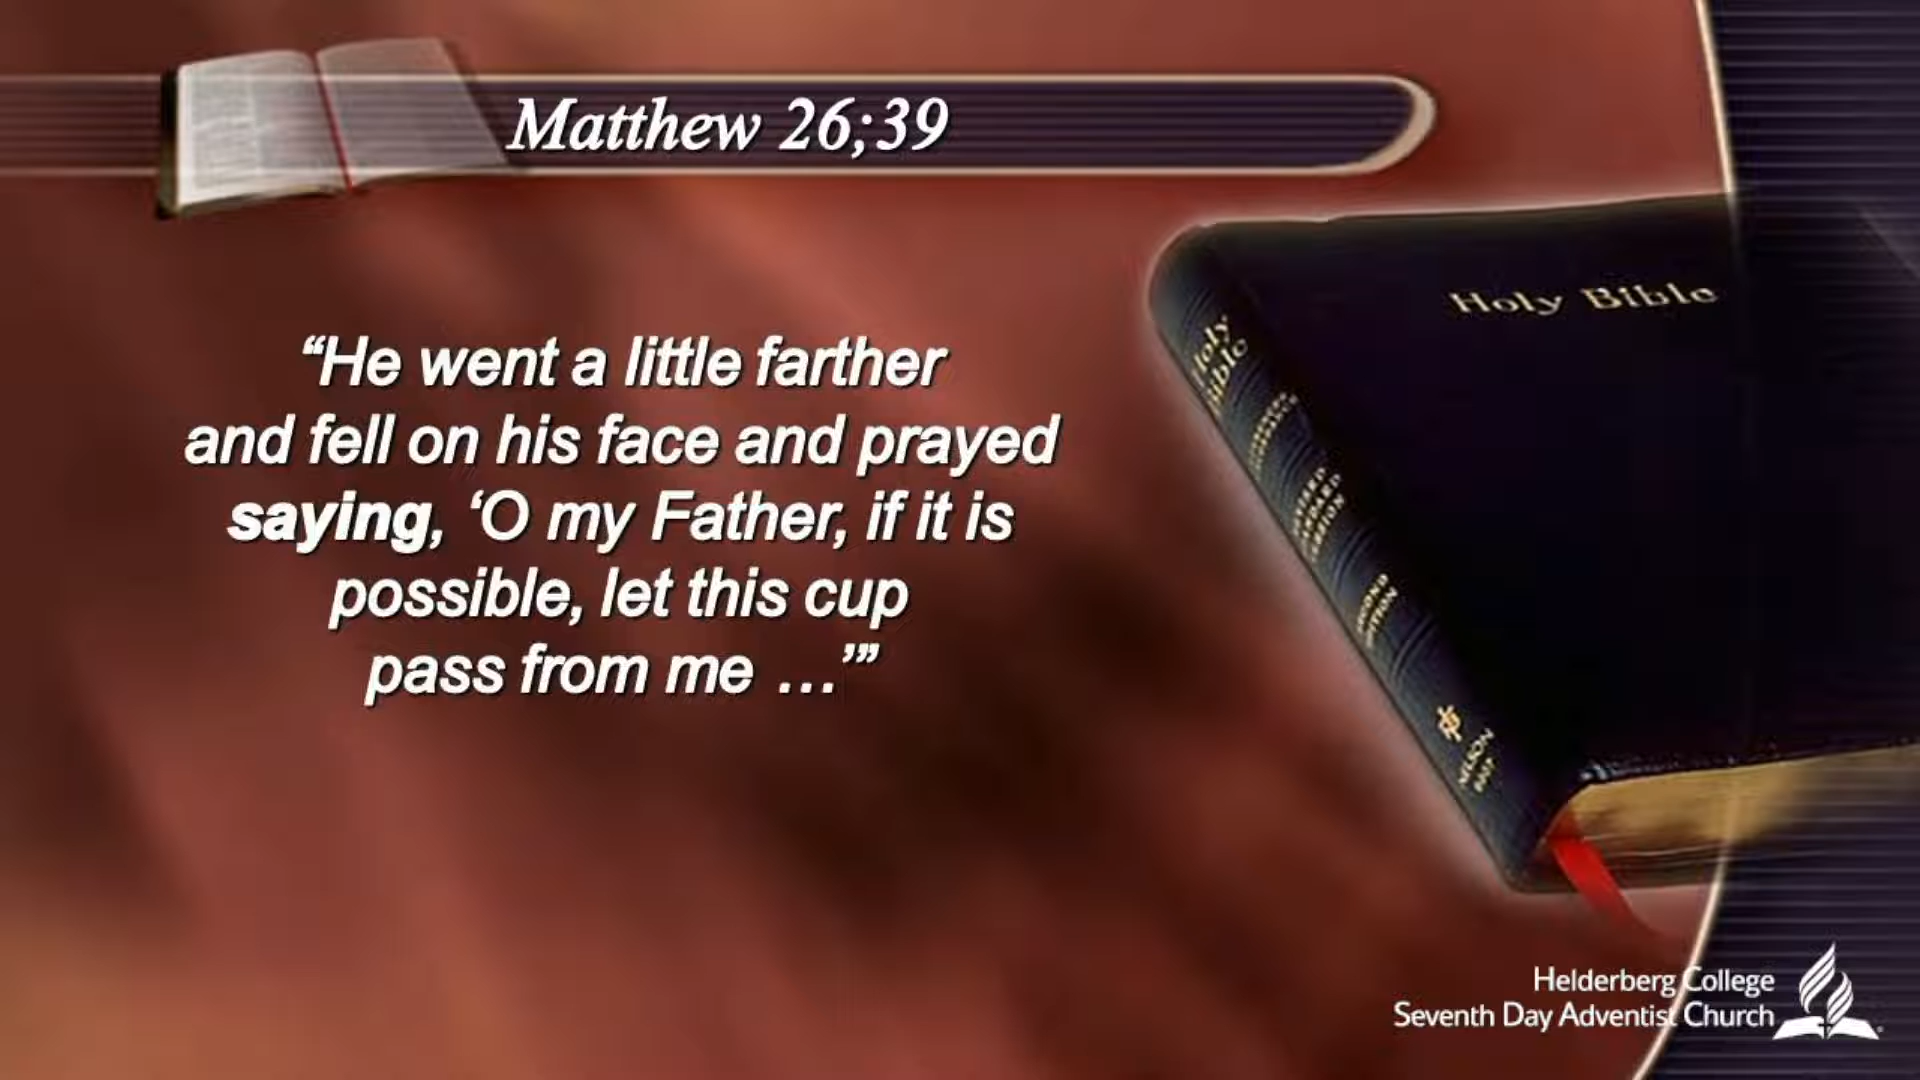 Matthew 26;39
“He went a little farther
and fell on his face and prayed
saying, ‘O my Father, if it is
possible, let this cup
pass from me …’”
Holy Bible
Holy
Bible
Helderberg College
Seventh Day Adventist Church